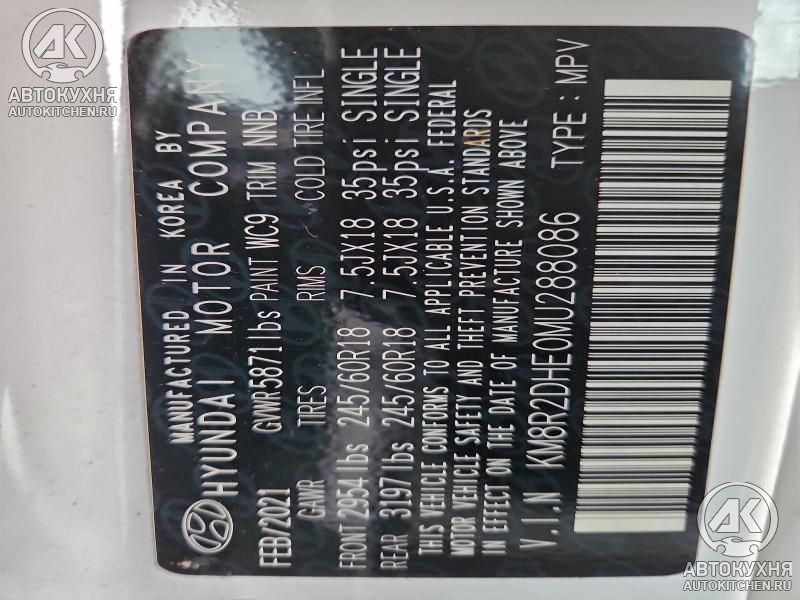 MANUFACTURED IN KOREA BY
HYUNDAI MOTOR COMPANY
FEB/2021 GVWR5871lbs PAINT WC9 TRIM NNB
GAWR TIRES RIMS COLD TIRE INFL
FRONT 2954lbs 245/60R18 7.5JX18 35psi SINGLE
REAR 3197lbs 245/60R18 7.5JX18 35psi SINGLE
THIS VEHICLE CONFORMS TO ALL APPLICABLE U.S.A. FEDERAL
MOTOR VEHICLE SAFETY AND THEFT PREVENTION STANDARDS
IN EFFECT ON THE DATE OF MANUFACTURE SHOWN ABOVE
V.I.N KM8R2DHE0MU288086 TYPE : MPV
AK
АВТОКУХНЯ
AUTOKITCHEN.RU
AK
АВТОКУХНЯ
AUTOKITCHEN.RU